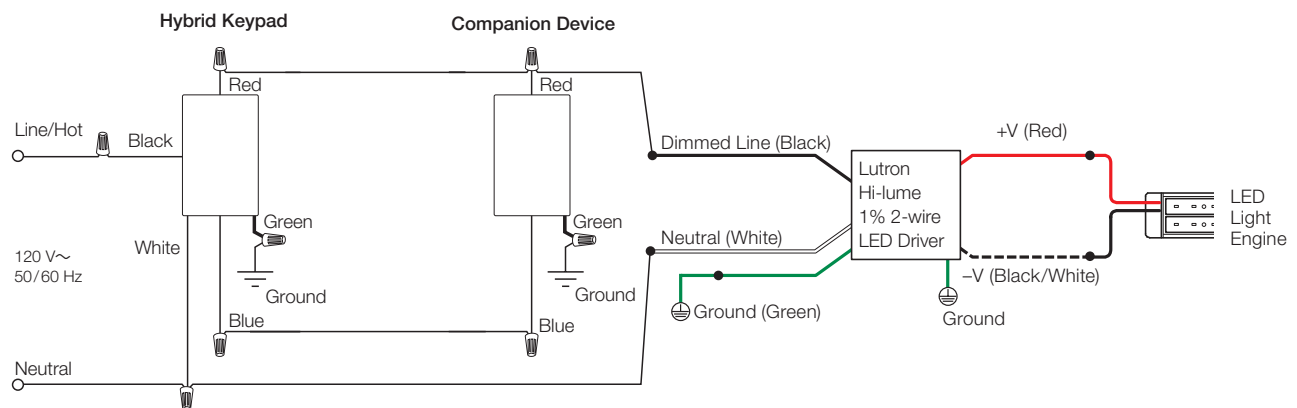 Hybrid Keypad
Companion Device
Red
Red
Line/Hot
Black
Dimmed Line (Black)
+V (Red)
Lutron
Hi-lume
1% 2-wire
LED Driver
LED
Light
Engine
Green
Green
White
Neutral (White)
120 V~
50/60 Hz
–V (Black/White)
Ground
Ground
Ground (Green)
Ground
Blue
Blue
Neutral